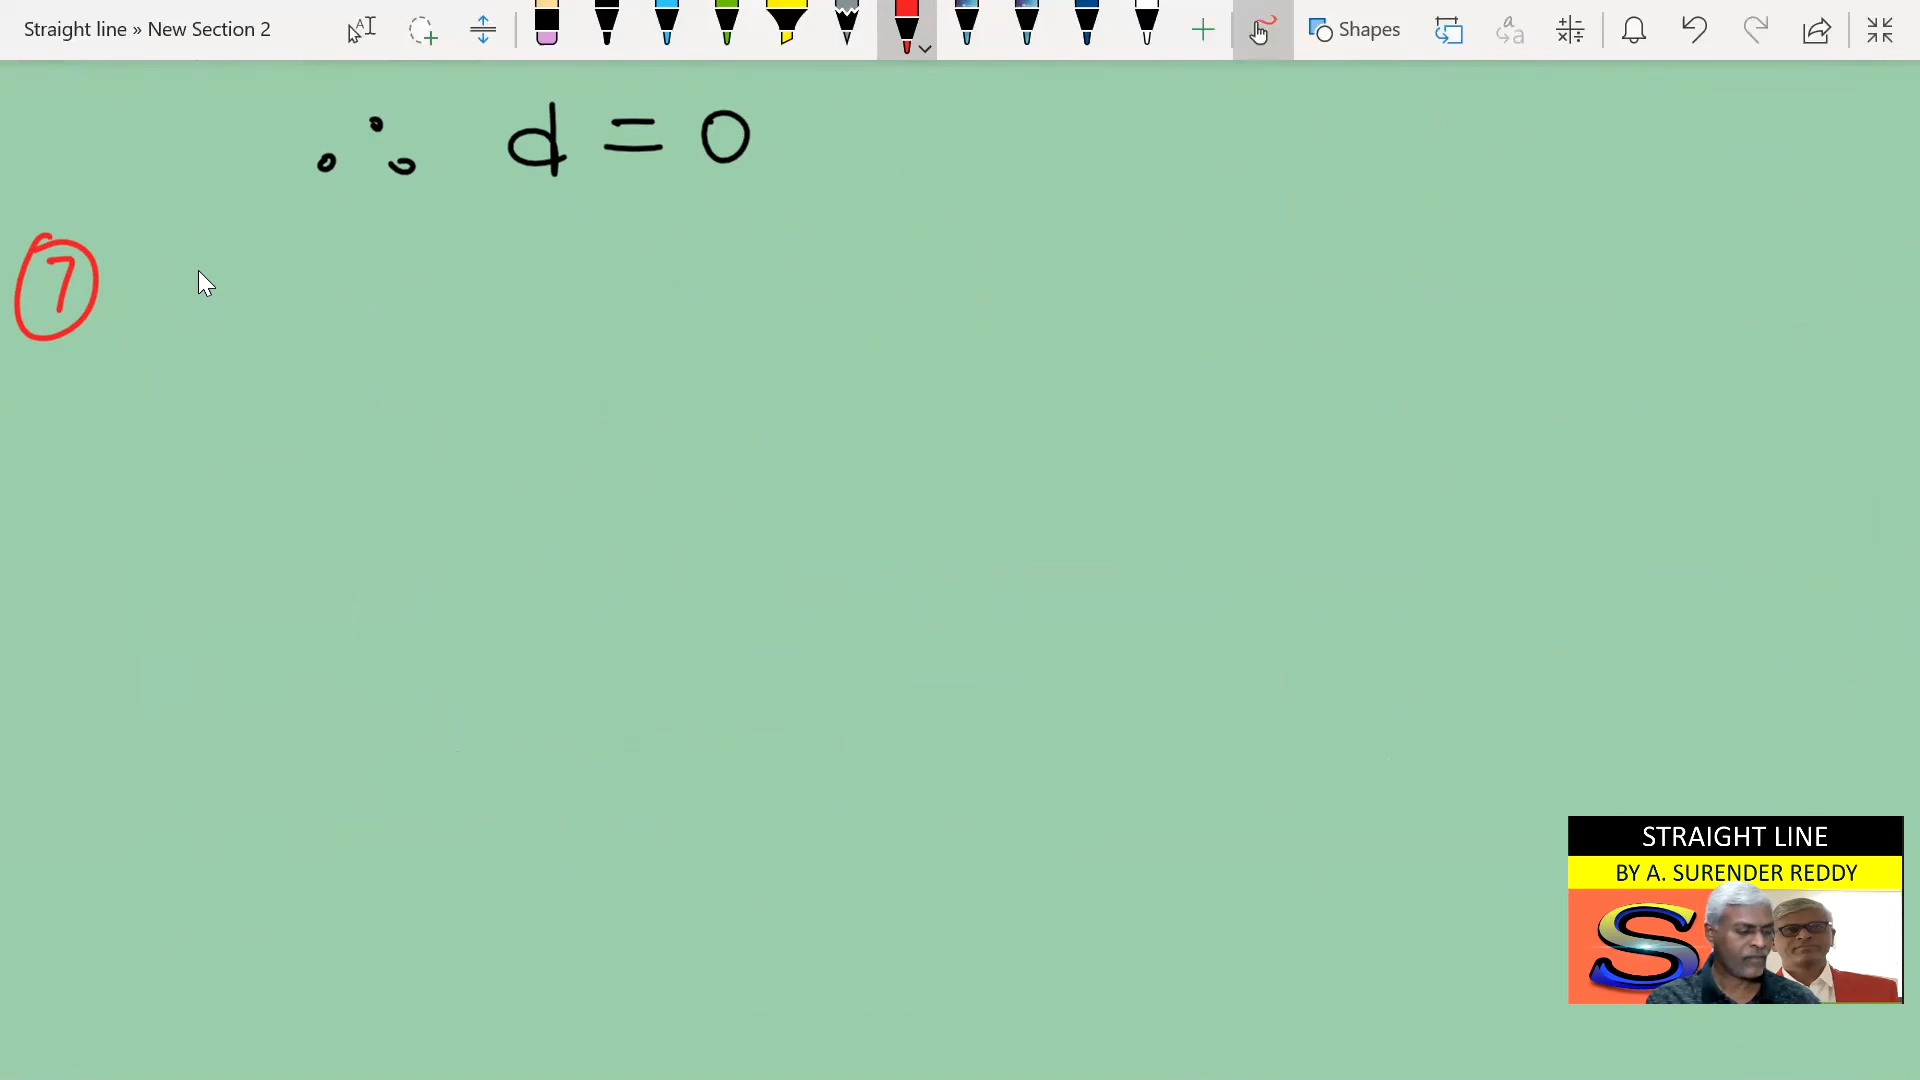 Straight line » New Section 2
Shapes
∴ d = 0
7
STRAIGHT LINE
BY A. SURENDER REDDY
S